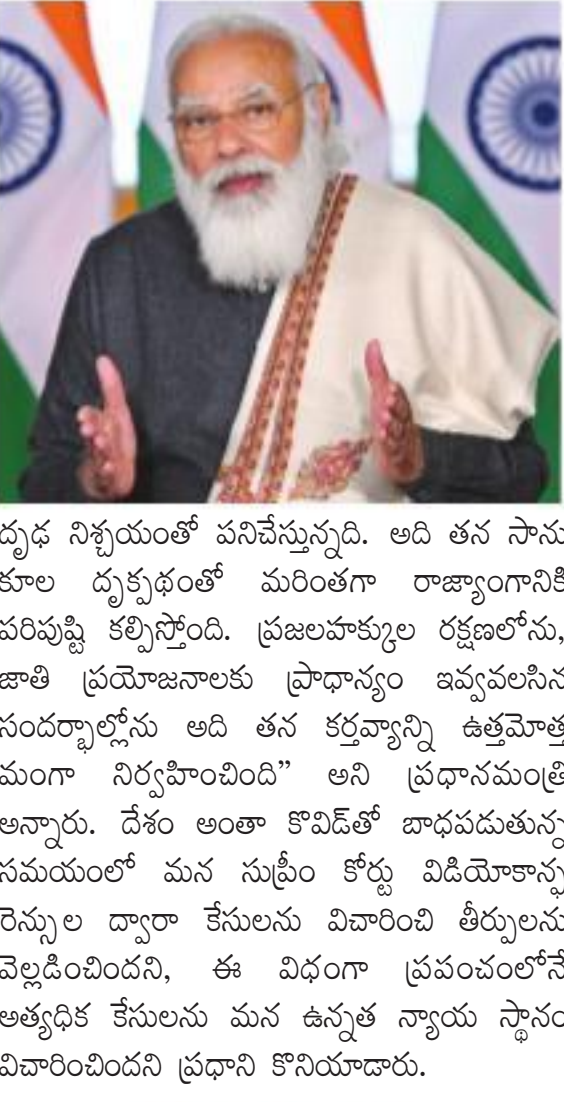 దృఢ నిశ్చయంతో పనిచేస్తున్నది. అది తన సాను
కూల దృక్పథంతో మరింతగా రాజ్యాంగానికి
పరిపుష్టి కల్పిస్తోంది. ప్రజలహక్కుల రక్షణలోను,
జాతి ప్రయోజనాలకు ప్రాధాన్యం ఇవ్వవలసిన
సందర్భాల్లోను అది తన కర్తవ్యాన్ని ఉత్తమోత్త
మంగా నిర్వహించింది” అని ప్రధానమంత్రి
అన్నారు. దేశం అంతా కొవిడ్‌తో బాధపడుతున్న
సమయంలో మన సుప్రీం కోర్టు విడియోకాన్ఫ
రెన్సుల ద్వారా కేసులను విచారించి తీర్పులను
వెల్లడించిందని, ఈ విధంగా ప్రపంచంలోనే
అత్యధిక కేసులను మన ఉన్నత న్యాయ స్థానం
విచారించిందని ప్రధాని కొనియాడారు.